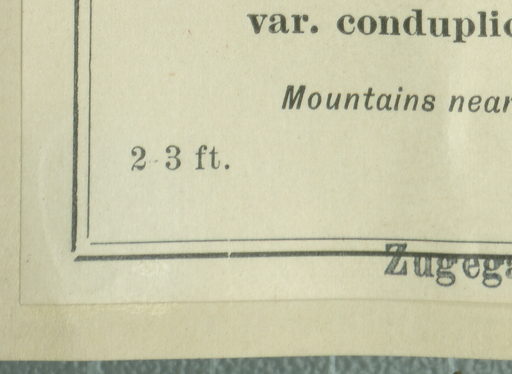 var. conduplic
Mountains near
2-3 ft.
Zugega